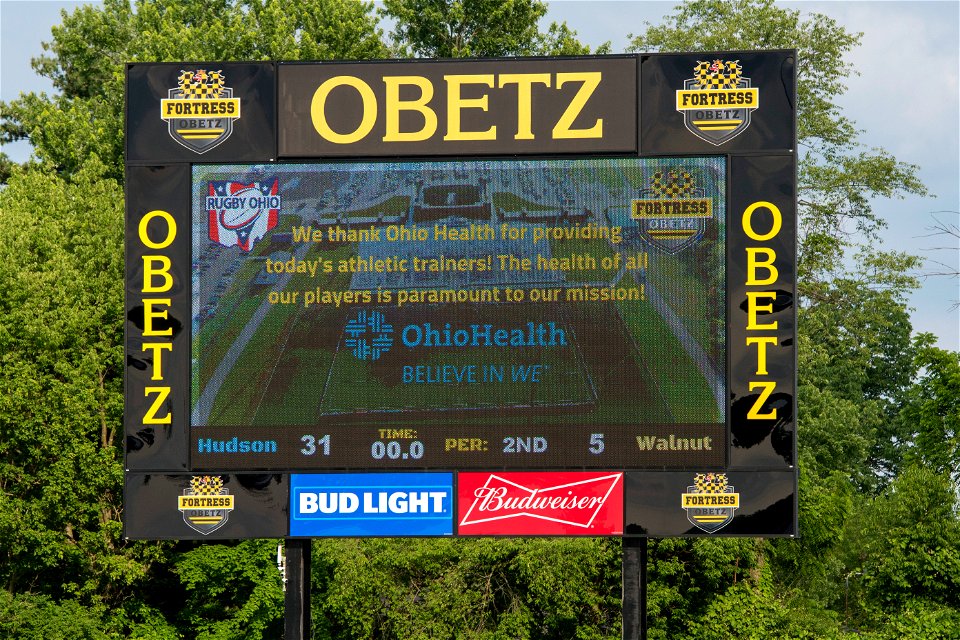 FORTRESS
OBETZ
OBETZ
FORTRESS
OBETZ
OBETZ
RUGBY OHIO
FORTRESS
OBETZ
We thank Ohio Health for providing
today's athletic trainers! The health of all
our players is paramount to our mission!
OhioHealth
BELIEVE IN WE
OBETZ
Hudson 31 TIME: 00.0 PER: 2ND 5 Walnut
FORTRESS
OBETZ
BUD LIGHT
Budweiser
FORTRESS
OBETZ